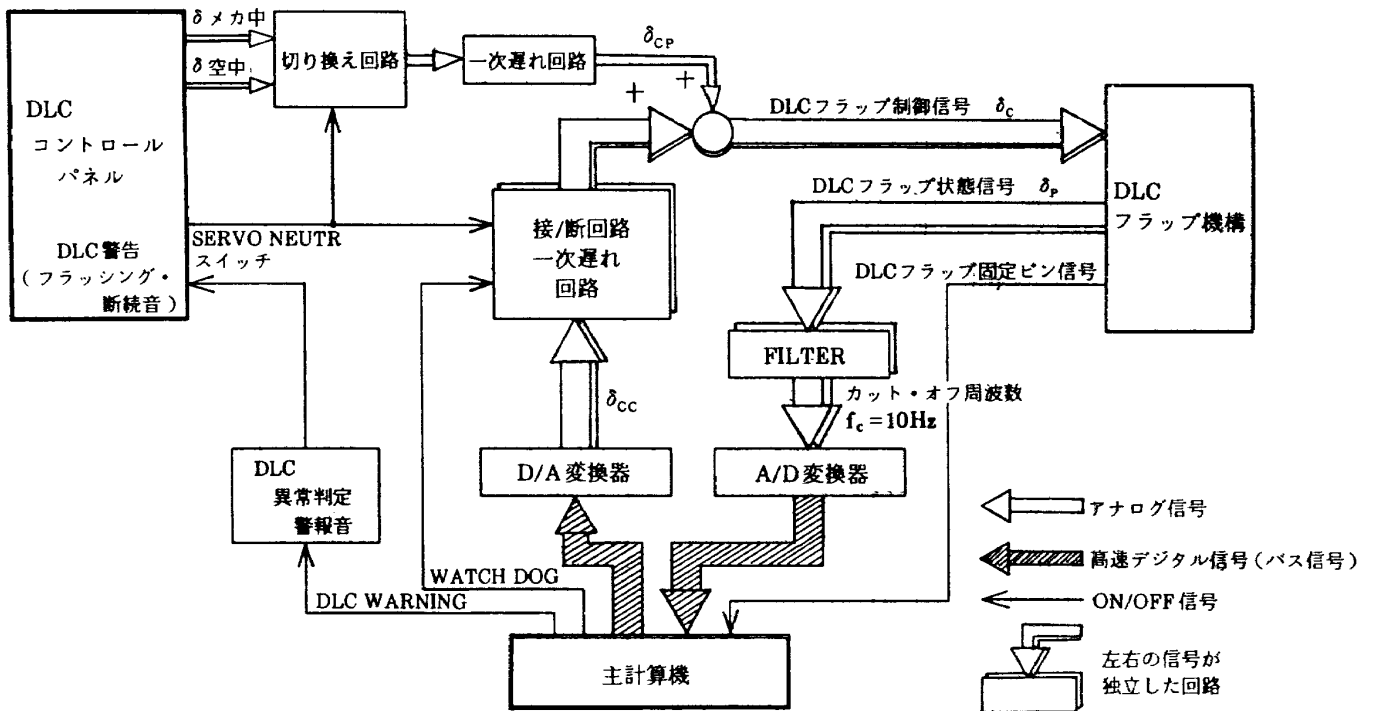 δメカ中
δ空中
DLC
コントロール
パネル
DLC警告
(フラッシング・
断続音)
切り換え回路
一次遅れ回路
δCP
+
+
DLCフラップ制御信号 δC
DLCフラップ状態信号 δP
DLCフラップ固定ピン信号
DLC
フラップ機構
SERVO NEUTR
スイッチ
接/断回路
一次遅れ
回路
FILTER
カット・オフ周波数
fc=10Hz
δCC
D/A変換器
A/D変換器
DLC
異常判定
警報音
WATCH DOG
DLC WARNING
主計算機
アナログ信号
高速デジタル信号(バス信号)
ON/OFF信号
左右の信号が
独立した回路